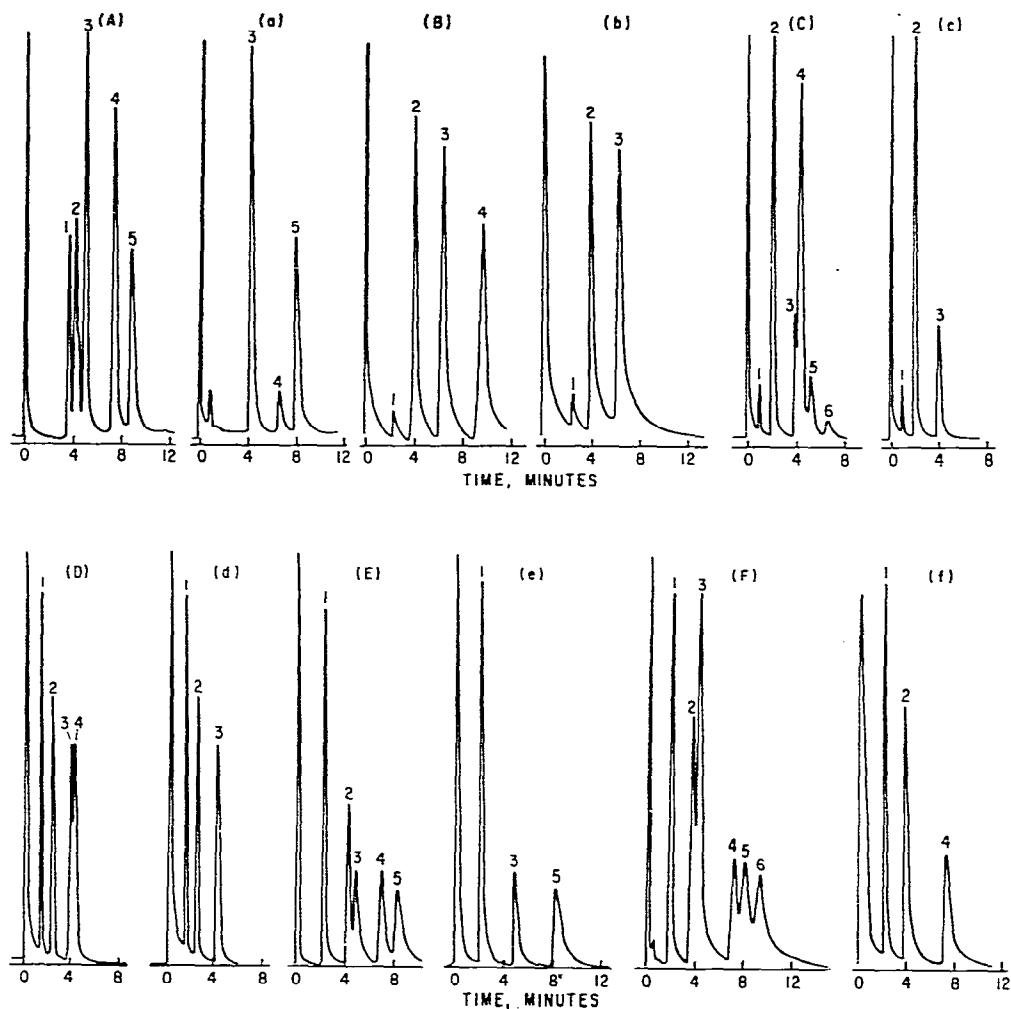 (A) (a) (B) (b) (C) (c)
1 2 3 4 5
3 4 5
1 2 3 4
1 2 3
1 2 3 4 5 6
1 2 3
0 4 8 12 0 4 8 12 0 4 8 12 0 4 8 12 0 4 8 0 4 8
TIME, MINUTES
(D) (d) (E) (e) (F) (f)
1 2 3 4
1 2 3
1 2 3 4 5
1 3 5
1 2 3 4 5 6
1 2 4
0 4 8 0 4 8 0 4 8 0 4 8 12 0 4 8 12 0 4 8 12
TIME, MINUTES